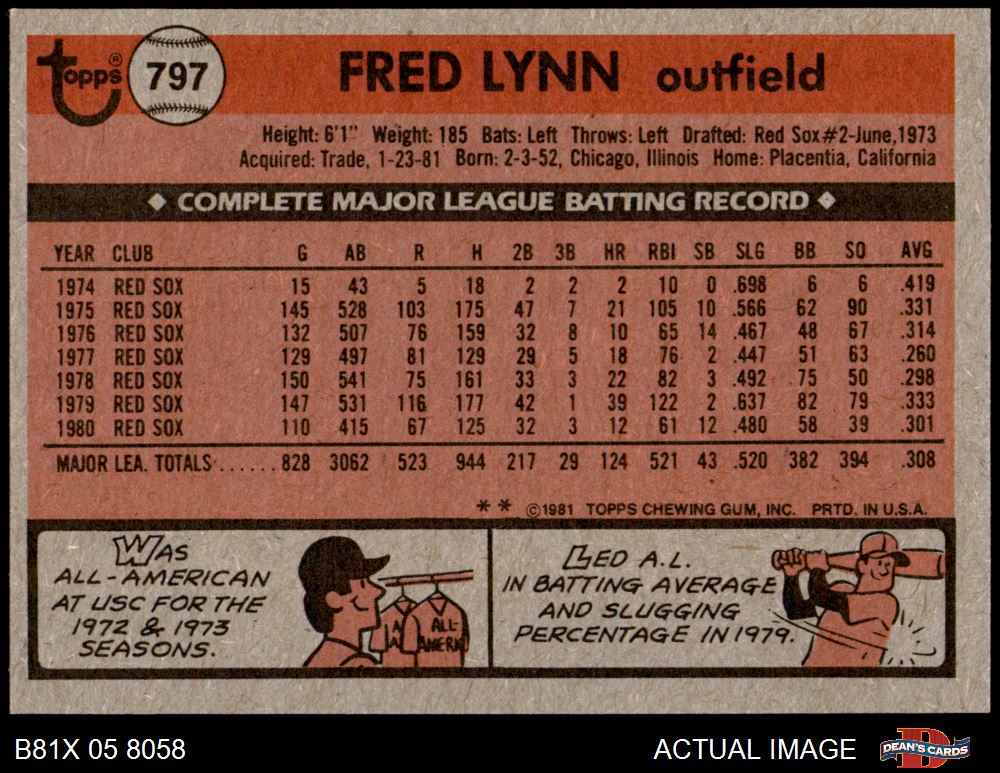 topps® 797 FRED LYNN outfield
Height: 6'1" Weight: 185 Bats: Left Throws: Left Drafted: Red Sox#2-June,1973
Acquired: Trade, 1-23-81 Born: 2-3-52, Chicago, Illinois Home: Placentia, California
◆ COMPLETE MAJOR LEAGUE BATTING RECORD ◆
YEAR CLUB G AB R H 2B 3B HR RBI SB SLG BB SO AVG
1974 RED SOX 15 43 5 18 2 2 2 10 0 .698 6 6 .419
1975 RED SOX 145 528 103 175 47 7 21 105 10 .566 62 90 .331
1976 RED SOX 132 507 76 159 32 8 10 65 14 .467 48 67 .314
1977 RED SOX 129 497 81 129 29 5 18 76 2 .447 51 63 .260
1978 RED SOX 150 541 75 161 33 3 22 82 3 .492 75 50 .298
1979 RED SOX 147 531 116 177 42 1 39 122 2 .637 82 79 .333
1980 RED SOX 110 415 67 125 32 3 12 61 12 .480 58 39 .301
MAJOR LEA. TOTALS...... 828 3062 523 944 217 29 124 521 43 .520 382 394 .308
** ©1981 TOPPS CHEWING GUM, INC. PRTD. IN U.S.A.
WAS
ALL-AMERICAN
AT USC FOR THE
1972 & 1973
SEASONS.
A
A
ALL-
AMERI
LED A.L.
IN BATTING AVERAGE
AND SLUGGING
PERCENTAGE IN 1979.
B81X 05 8058 ACTUAL IMAGE DEAN'S CARDS